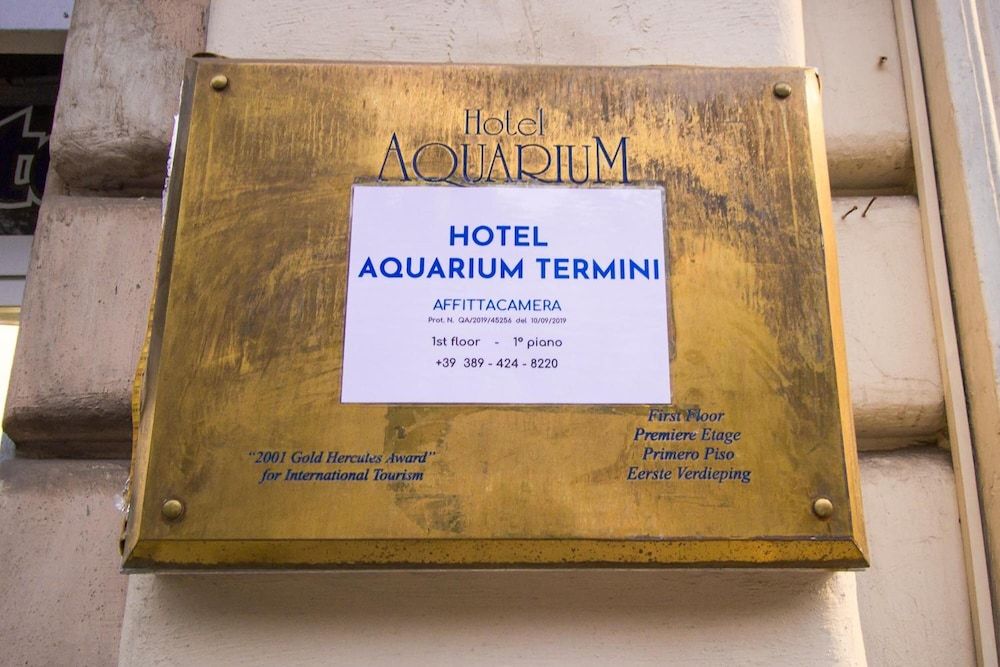 Hotel
AQUARIUM
HOTEL
AQUARIUM TERMINI
AFFITTACAMERA
Prot. N. QA/2019/45256 del 10/09/2019
1st floor - 1° piano
+39 389 - 424 - 8220
First Floor
Premiere Etage
Primero Piso
Eerste Verdieping
"2001 Gold Hercules Award"
for International Tourism